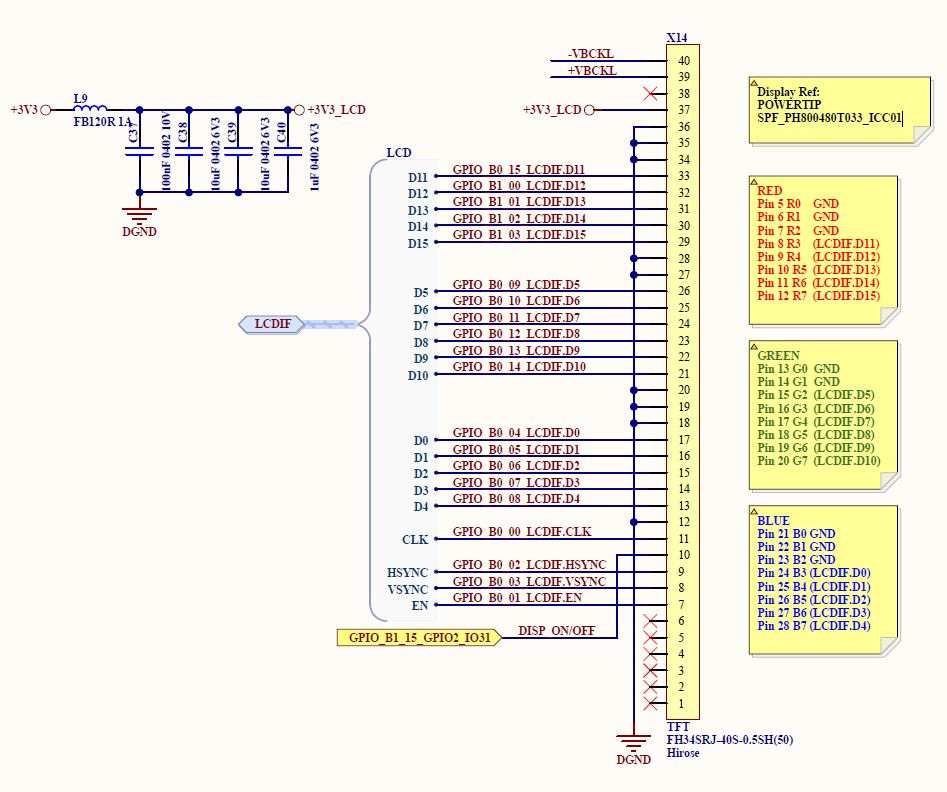 +3V3
L9
FB120R 1A
+3V3_LCD
C37
100nF 0402 10V
C38
10uF 0402 6V3
C39
10uF 0402 6V3
C40
1uF 0402 6V3
DGND
X14
-VBCKL
40
+VBCKL
39
38
+3V3_LCD
37
36
35
34
LCD
D11
GPIO_B0_15_LCDIF.D11
33
D12
GPIO_B1_00_LCDIF.D12
32
D13
GPIO_B1_01_LCDIF.D13
31
D14
GPIO_B1_02_LCDIF.D14
30
D15
GPIO_B1_03_LCDIF.D15
29
28
27
D5
GPIO_B0_09_LCDIF.D5
26
D6
GPIO_B0_10_LCDIF.D6
25
D7
GPIO_B0_11_LCDIF.D7
24
LCDIF
D8
GPIO_B0_12_LCDIF.D8
23
D9
GPIO_B0_13_LCDIF.D9
22
D10
GPIO_B0_14_LCDIF.D10
21
20
19
18
D0
GPIO_B0_04_LCDIF.D0
17
D1
GPIO_B0_05_LCDIF.D1
16
D2
GPIO_B0_06_LCDIF.D2
15
D3
GPIO_B0_07_LCDIF.D3
14
D4
GPIO_B0_08_LCDIF.D4
13
12
CLK
GPIO_B0_00_LCDIF.CLK
11
10
HSYNC
GPIO_B0_02_LCDIF.HSYNC
9
VSYNC
GPIO_B0_03_LCDIF.VSYNC
8
EN
GPIO_B0_01_LCDIF.EN
7
6
GPIO_B1_15_GPIO2_IO31
DISP_ON/OFF
5
4
3
2
1
TFT
FH34SRJ-40S-0.5SH(50)
Hirose
DGND
Display Ref:
POWERTIP
SPF_PH800480T033_ICC01
RED
Pin 5 R0 GND
Pin 6 R1 GND
Pin 7 R2 GND
Pin 8 R3 (LCDIF.D11)
Pin 9 R4 (LCDIF.D12)
Pin 10 R5 (LCDIF.D13)
Pin 11 R6 (LCDIF.D14)
Pin 12 R7 (LCDIF.D15)
GREEN
Pin 13 G0 GND
Pin 14 G1 GND
Pin 15 G2 (LCDIF.D5)
Pin 16 G3 (LCDIF.D6)
Pin 17 G4 (LCDIF.D7)
Pin 18 G5 (LCDIF.D8)
Pin 19 G6 (LCDIF.D9)
Pin 20 G7 (LCDIF.D10)
BLUE
Pin 21 B0 GND
Pin 22 B1 GND
Pin 23 B2 GND
Pin 24 B3 (LCDIF.D0)
Pin 25 B4 (LCDIF.D1)
Pin 26 B5 (LCDIF.D2)
Pin 27 B6 (LCDIF.D3)
Pin 28 B7 (LCDIF.D4)